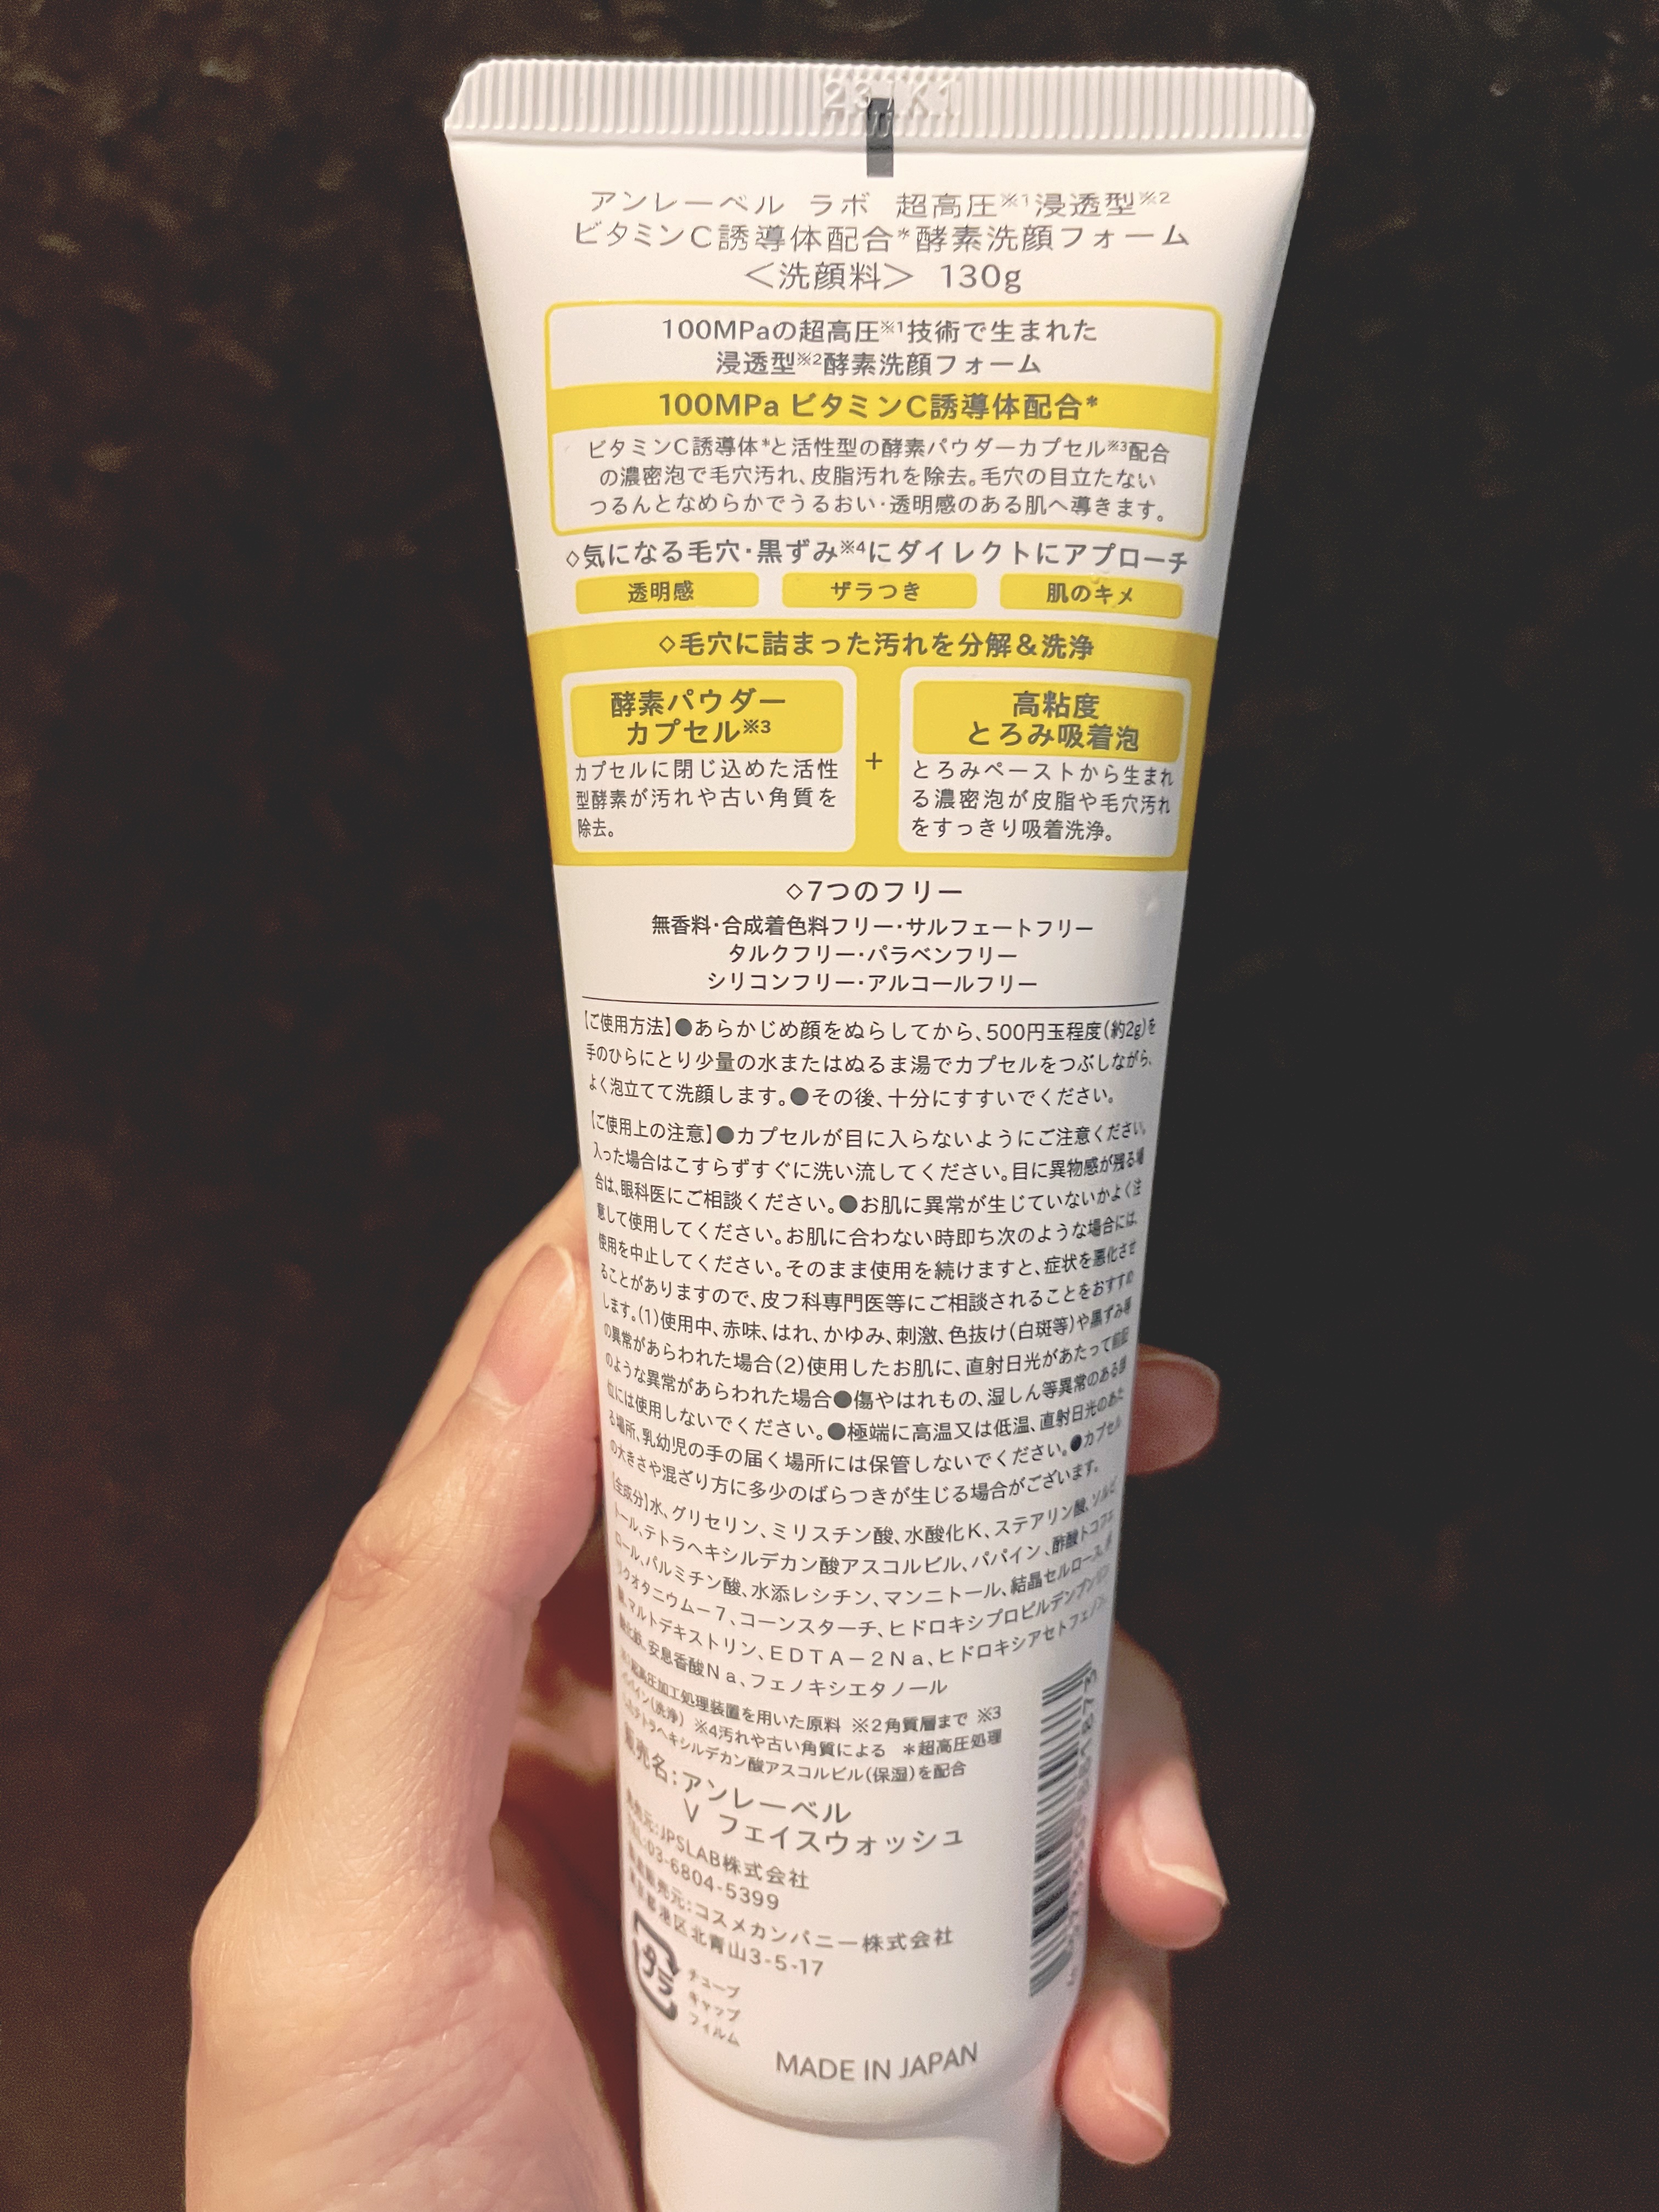 アンレーベル ラボ 超高圧※1浸透型※2
ビタミンC誘導体配合*酵素洗顔フォーム
＜洗顔料＞ 130g
100MPaの超高圧※1技術で生まれた
浸透型※2酵素洗顔フォーム
100MPa ビタミンC誘導体配合*
ビタミンC誘導体*と活性型の酵素パウダーカプセル※3配合
の濃密泡で毛穴汚れ、皮脂汚れを除去。毛穴の目立たない
つるんとなめらかでうるおい・透明感のある肌へ導きます。
◇気になる毛穴・黒ずみ※4にダイレクトにアプローチ
透明感 ザラつき 肌のキメ
◇毛穴に詰まった汚れを分解＆洗浄
酵素パウダー
カプセル※3
カプセルに閉じ込めた活性
型酵素が汚れや古い角質を
除去。
+
高粘度
とろみ吸着泡
とろみペーストから生まれ
る濃密泡が皮脂や毛穴汚れ
をすっきり吸着洗浄。
◇7つのフリー
無香料・合成着色料フリー・サルフェートフリー
タルクフリー・パラベンフリー
シリコンフリー・アルコールフリー
【ご使用方法】●あらかじめ顔をぬらしてから、500円玉程度(約2g)を
手のひらにとり少量の水またはぬるま湯でカプセルをつぶしながら、
よく泡立てて洗顔します。●その後、十分にすすいでください。
【ご使用上の注意】●カプセルが目に入らないようにご注意ください。
入った場合はこすらずすぐに洗い流してください。目に異物感が残る場
合は、眼科医にご相談ください。●お肌に異常が生じていないかよく注
意して使用してください。お肌に合わない時即ち次のような場合には、
使用を中止してください。そのまま使用を続けますと、症状を悪化させ
ることがありますので、皮フ科専門医等にご相談されることをおすすめ
します。(1)使用中、赤味、はれ、かゆみ、刺激、色抜け(白斑等)や黒ずみ等
の異常があらわれた場合(2)使用したお肌に、直射日光があたって前記
のような異常があらわれた場合●傷やはれもの、湿しん等異常のある部
位には使用しないでください。●極端に高温又は低温、直射日光のあた
る場所、乳幼児の手の届く場所には保管しないでください。●カプセル
の大きさや混ざり方に多少のばらつきが生じる場合がございます。
【全成分】水、グリセリン、ミリスチン酸、水酸化K、ステアリン酸、ソルビ
トール、テトラヘキシルデカン酸アスコルビル、パパイン、酢酸トコフェ
ロール、パルミチン酸、水添レシチン、マンニトール、結晶セルロース、
リクオタニウム－7、コーンスターチ、ヒドロキシプロピルデンプン
マルトデキストリン、EDTA－2Na、ヒドロキシアセトフェノン
安息香酸Na、フェノキシエタノール
超高圧加工処理装置を用いた原料 ※2角質層まで ※3
パパイン(洗浄) ※4汚れや古い角質による *超高圧処理
テトラヘキシルデカン酸アスコルビル(保湿)を配合
販売名：アンレーベル
V フェイスウォッシュ
発売元：JPSLAB株式会社
TEL:03-6804-5399
製造販売元：コスメカンパニー株式会社
東京都港区北青山3-5-17
プラ
チューブ
キャップ
フィルム
MADE IN JAPAN